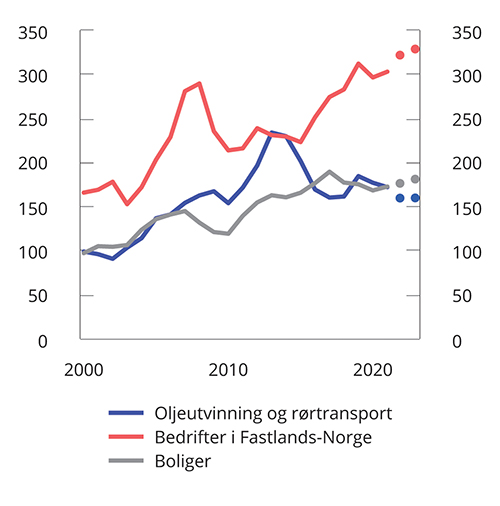 350 350
300 300
250 250
200 200
150 150
100 100
50 50
0 0
2000 2010 2020
Oljeutvinning og rørtransport
Bedrifter i Fastlands-Norge
Boliger